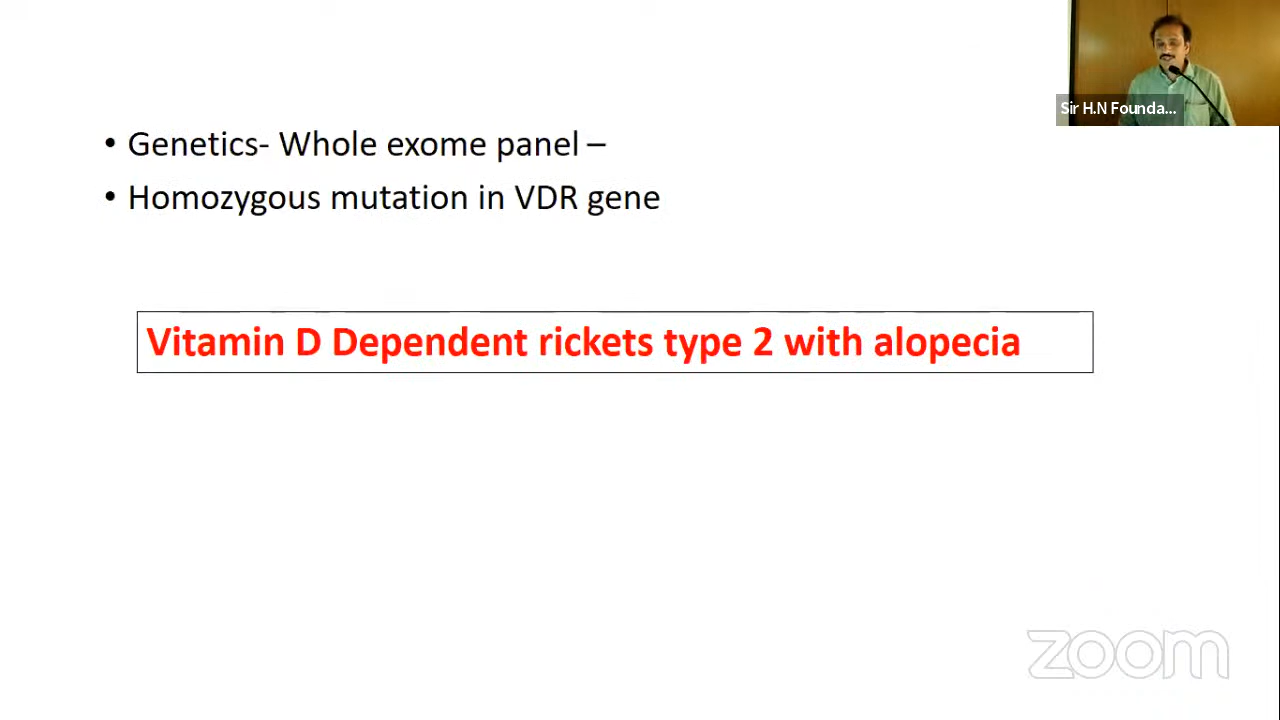 Sir H.N Founda...
• Genetics- Whole exome panel –
• Homozygous mutation in VDR gene
Vitamin D Dependent rickets type 2 with alopecia
zoom